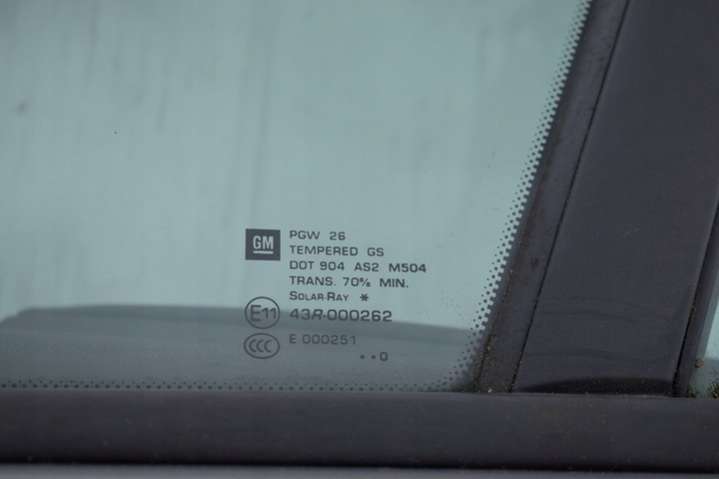 GM
PGW 26
TEMPERED GS
DOT 904 AS2 M504
TRANS. 70% MIN.
SOLAR-RAY *
E11 43R-000262
CCC E 000251
••0